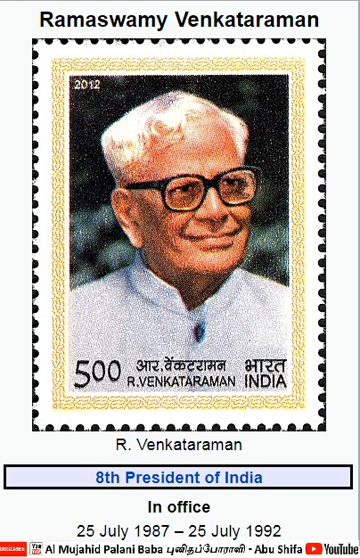 Ramaswamy Venkataraman
2012
5.00 आर.वेंकटरामन भारत
R.VENKATARAMAN INDIA
R. Venkataraman
8th President of India
In office
25 July 1987 – 25 July 1992
Al Mujahid Palani Baba புனிதப்போராளி - Abu Shifa YouTube